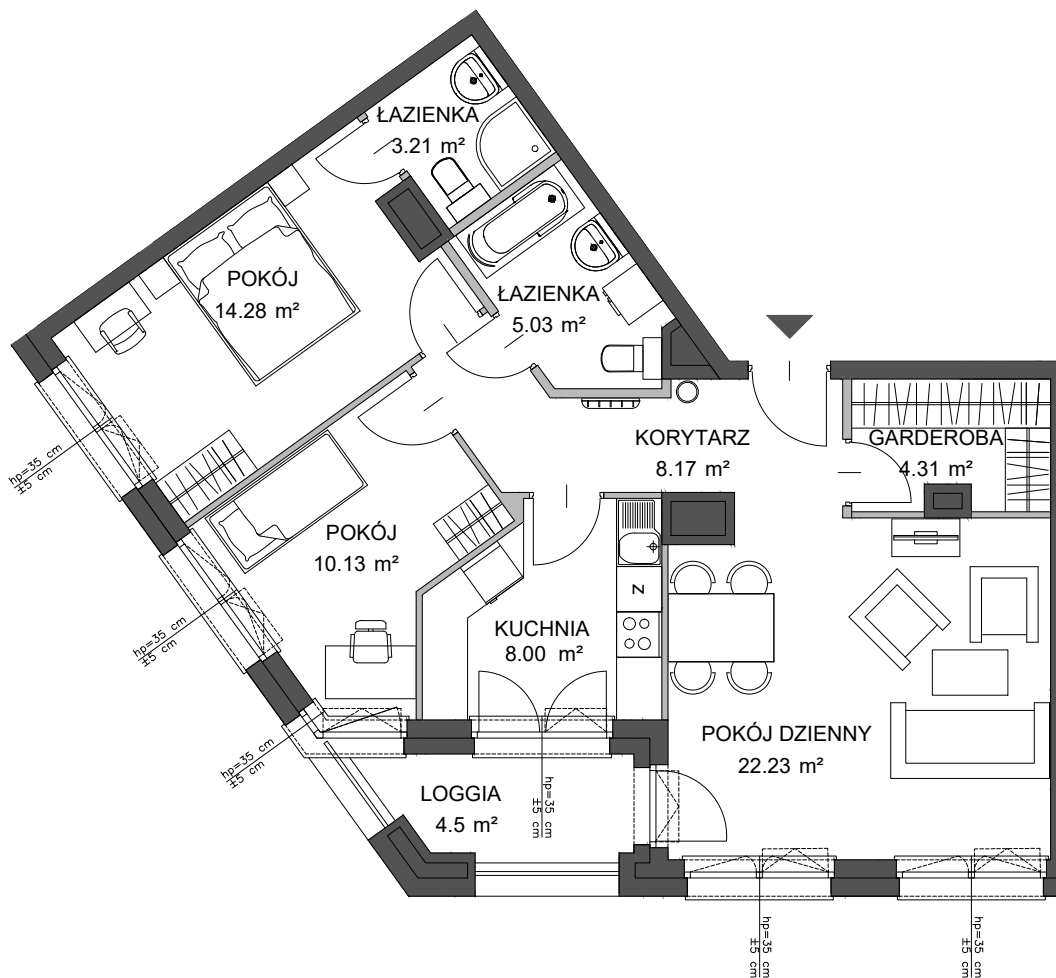 ŁAZIENKA
3.21 m²
POKÓJ
14.28 m²
ŁAZIENKA
5.03 m²
KORYTARZ
8.17 m²
GARDEROBA
4.31 m²
hp=35 cm
±5 cm
POKÓJ
10.13 m²
Z
hp=35 cm
±5 cm
KUCHNIA
8.00 m²
POKÓJ DZIENNY
22.23 m²
hp=35 cm
±5 cm
LOGGIA
4.5 m²
hp=35 cm
±5 cm
hp=35 cm
±5 cm
hp=35 cm
±5 cm